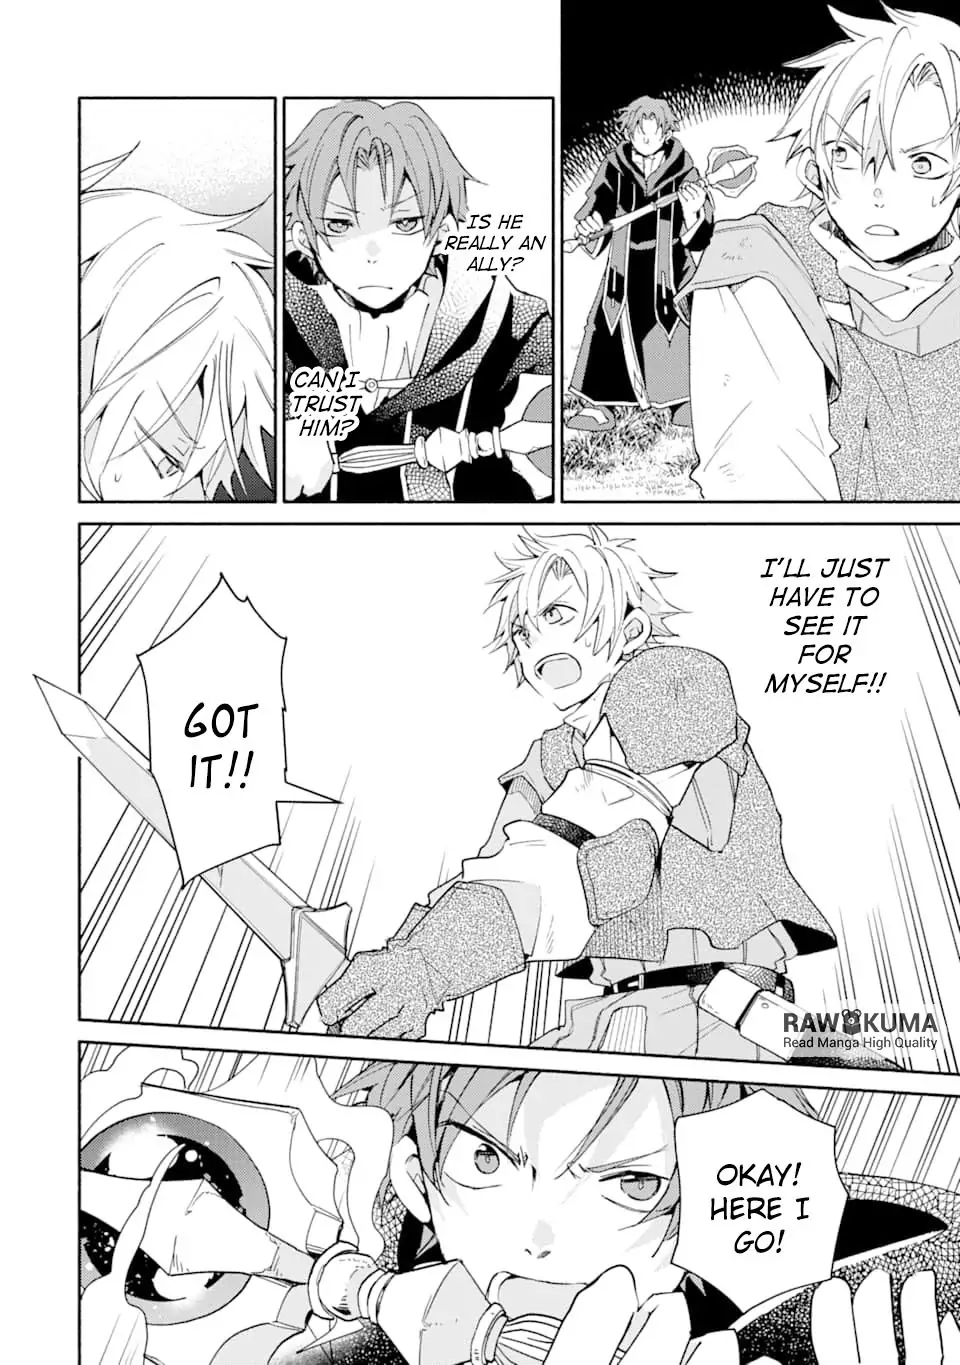 IS HE
REALLY AN
ALLY?
CAN I
TRUST
HIM?
I'LL JUST
HAVE TO
SEE IT
FOR
MYSELF!!
GOT
IT!!
RAWKUMA
Read Manga High Quality
OKAY!
HERE I
GO!